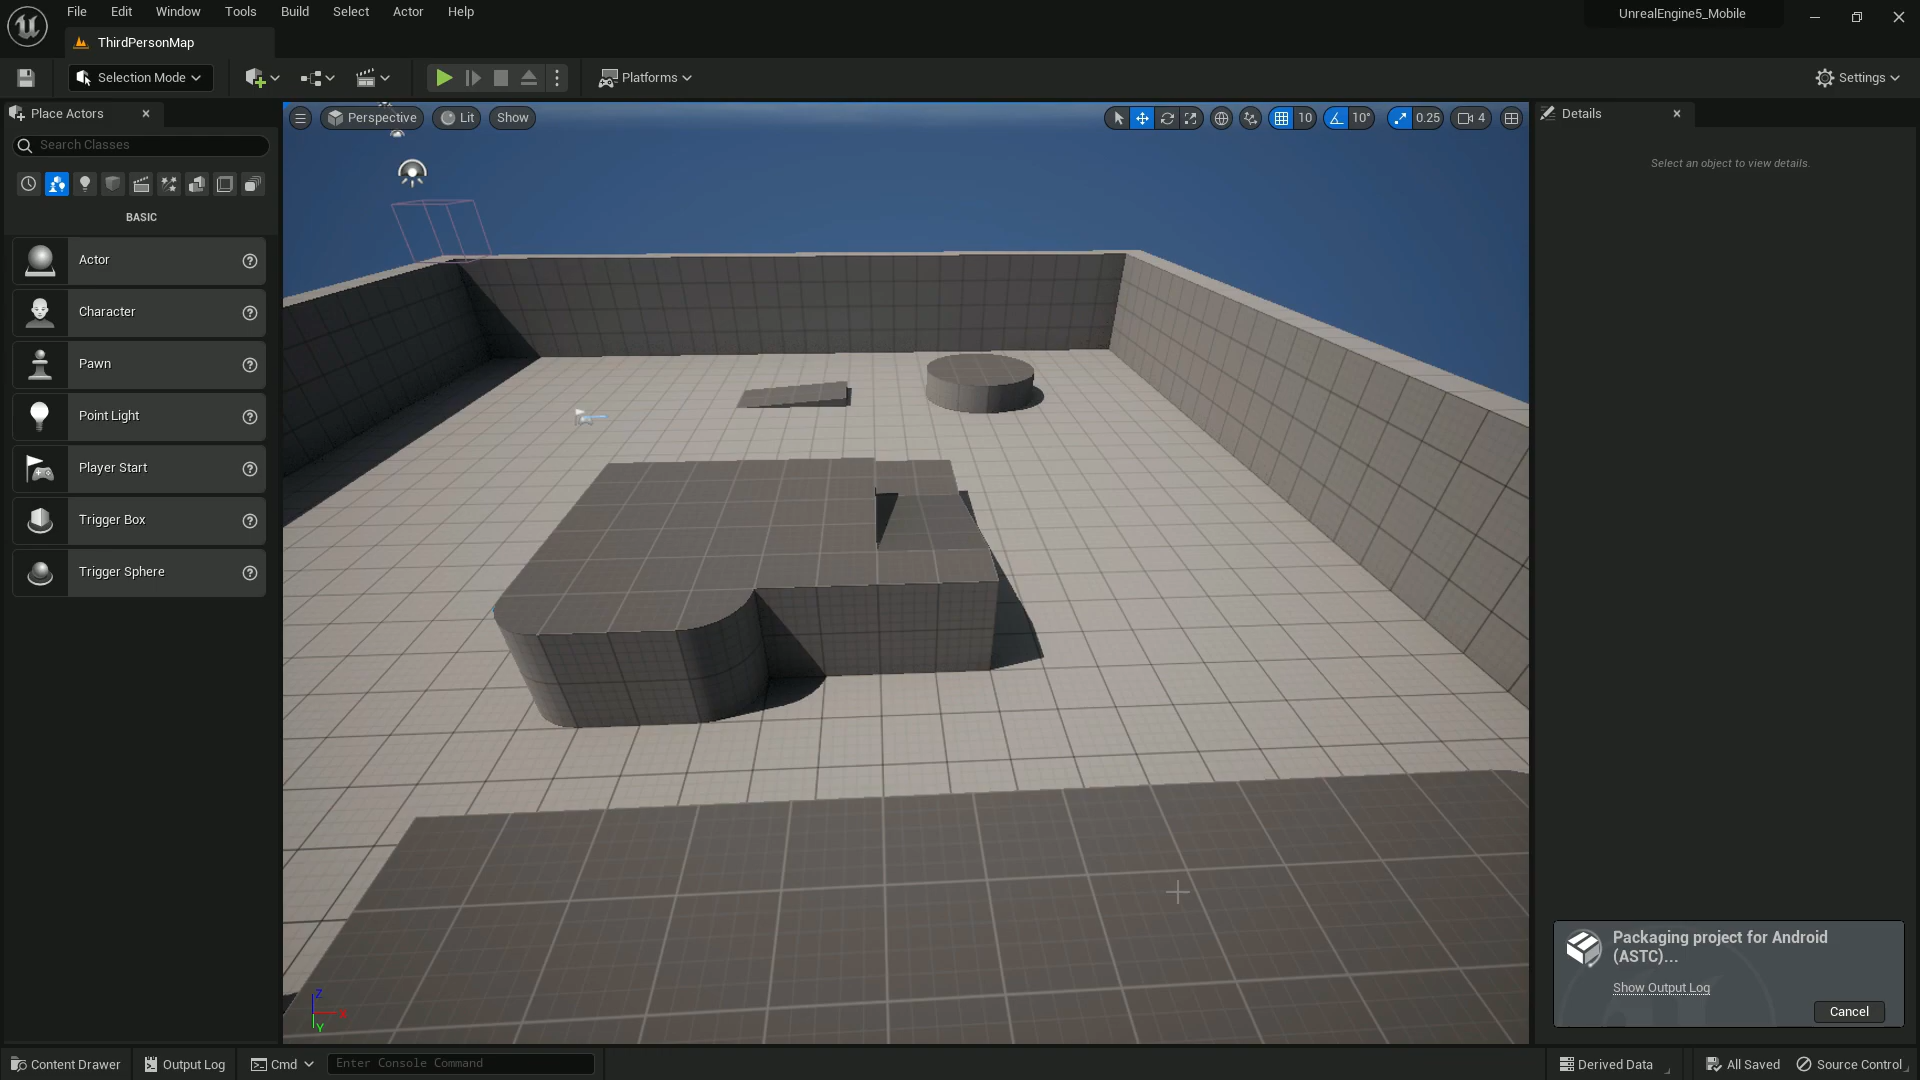 File Edit Window Tools Build Select Actor Help
UnrealEngine5_Mobile
ThirdPersonMap
Selection Mode
Platforms
Settings
Place Actors
Perspective
Lit
Show
10
10°
0.25
4
Details
Search Classes
Select an object to view details.
BASIC
Actor
Character
Pawn
Point Light
Player Start
Trigger Box
Trigger Sphere
Z
X
Y
Packaging project for Android
(ASTC)...
Show Output Log
Cancel
Content Drawer
Output Log
Cmd
Enter Console Command
Derived Data
All Saved
Source Control